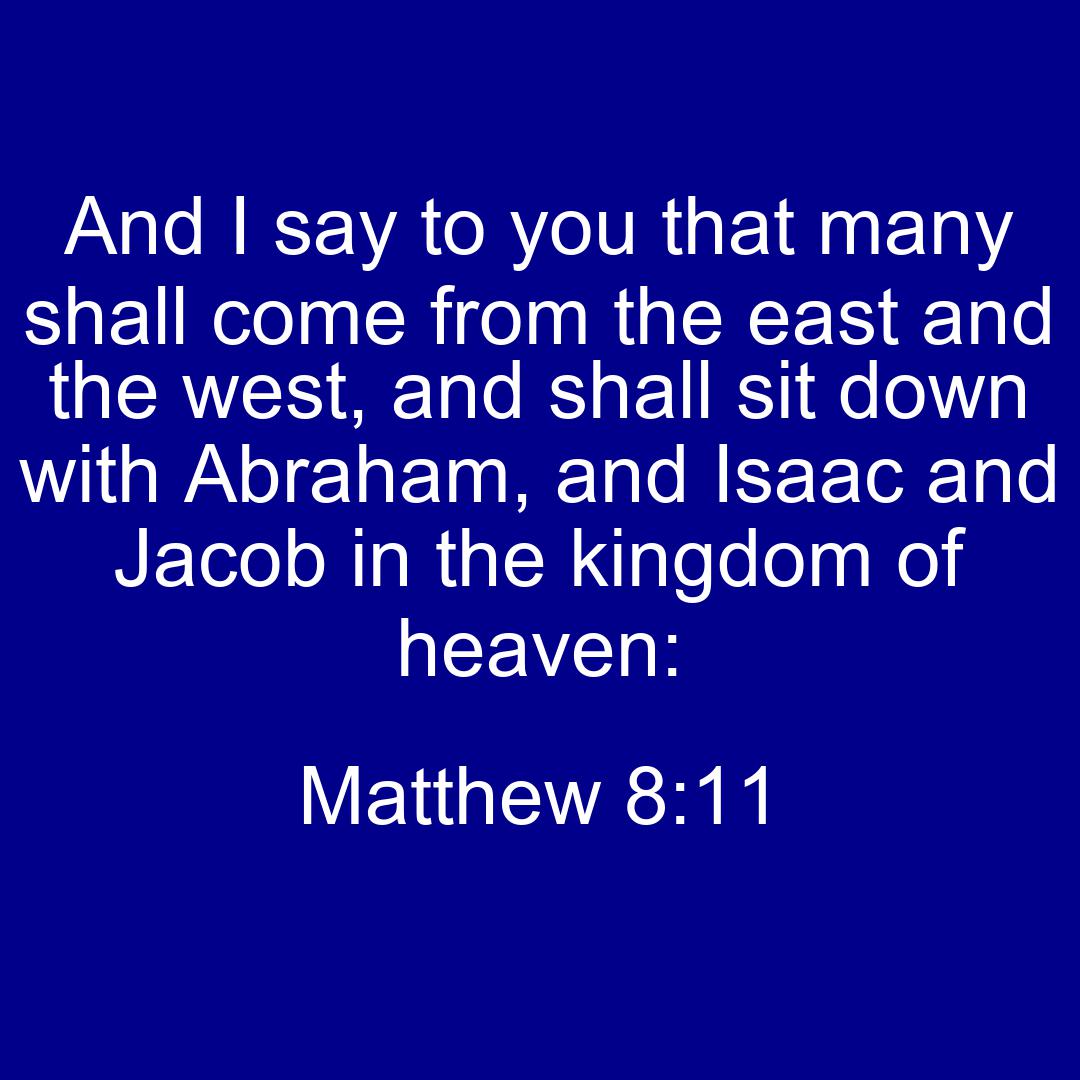 And I say to you that many
shall come from the east and
the west, and shall sit down
with Abraham, and Isaac and
Jacob in the kingdom of
heaven:
Matthew 8:11